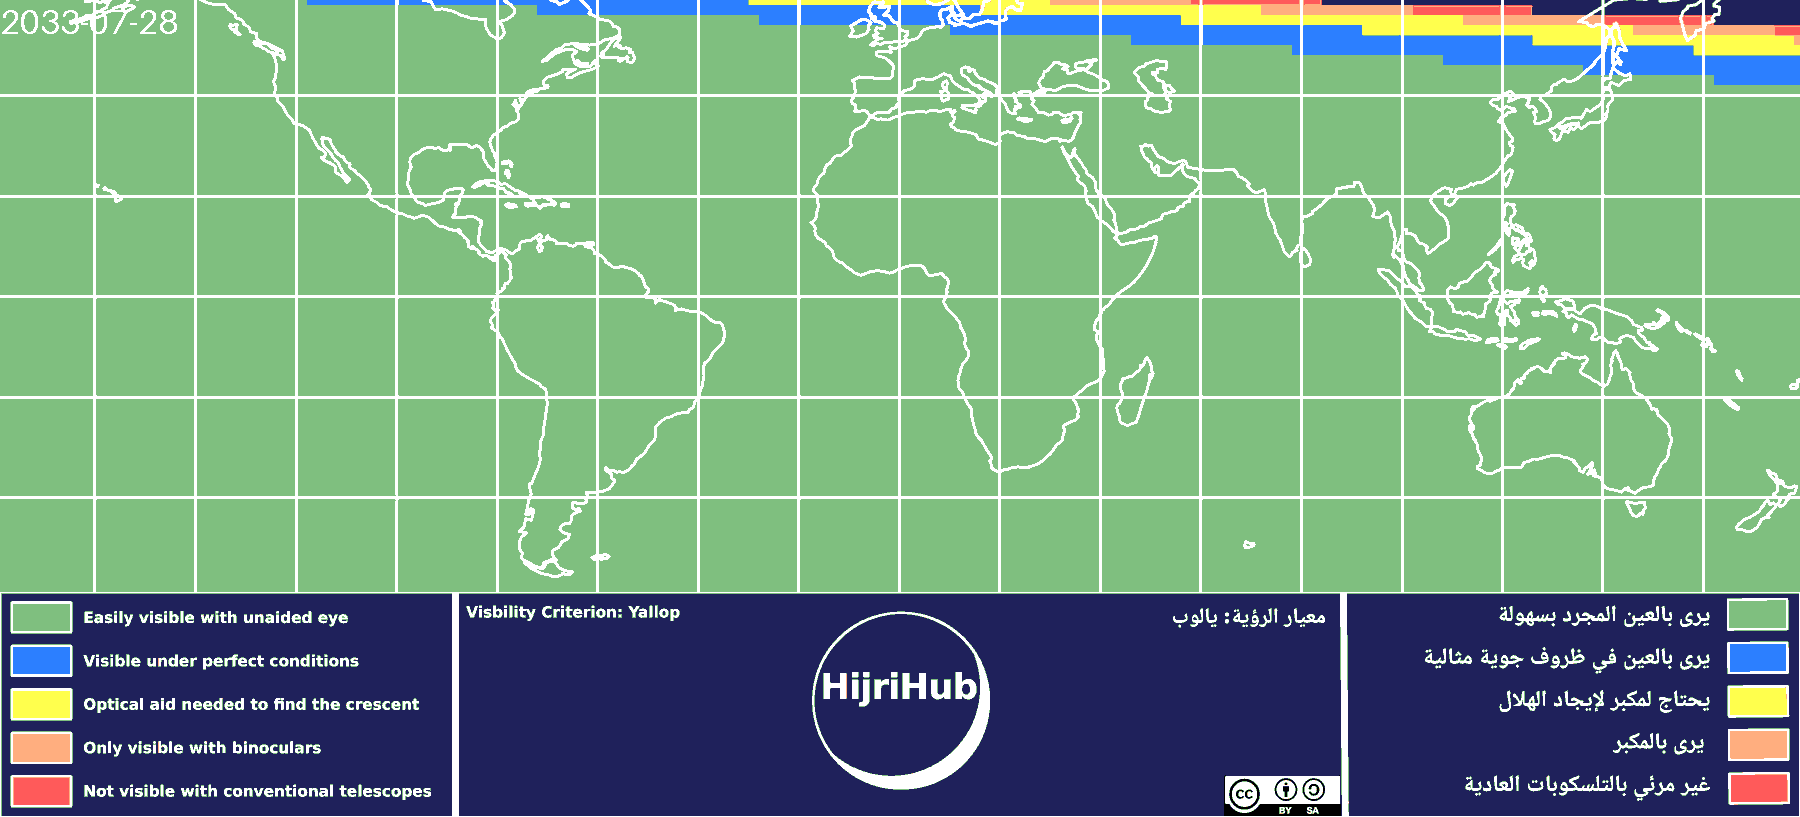 2033-07-28
Easily visible with unaided eye
Visible under perfect conditions
Optical aid needed to find the crescent
Only visible with binoculars
Not visible with conventional telescopes
Visbility Criterion: Yallop
معيار الرؤية: يالوب
HijriHub
cc
BY SA
يرى بالعين المجرد بسهولة
يرى بالعين في ظروف جوية مثالية
يحتاج لمكبر لإيجاد الهلال
يرى بالمكبر
غير مرئي بالتلسكوبات العادية